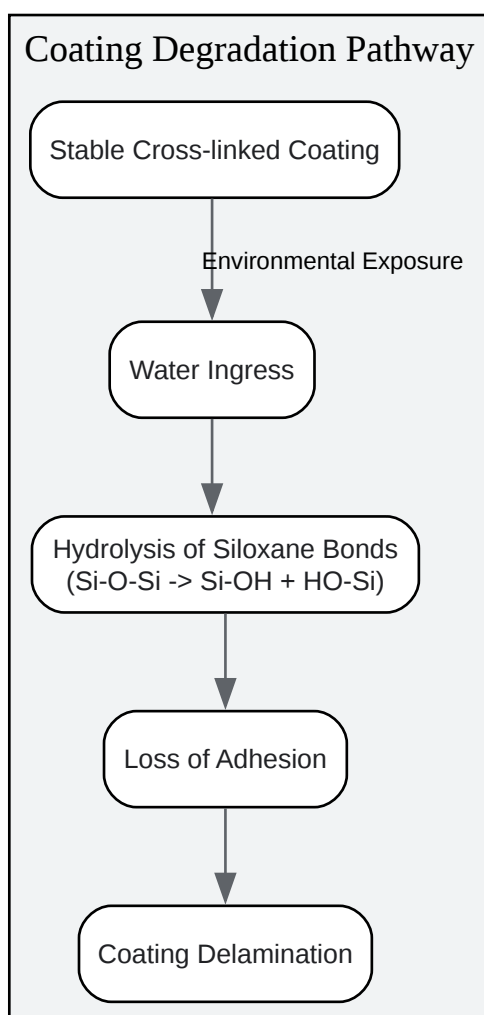 Coating Degradation Pathway
Stable Cross-linked Coating
Environmental Exposure
Water Ingress
Hydrolysis of Siloxane Bonds
(Si-O-Si -> Si-OH + HO-Si)
Loss of Adhesion
Coating Delamination